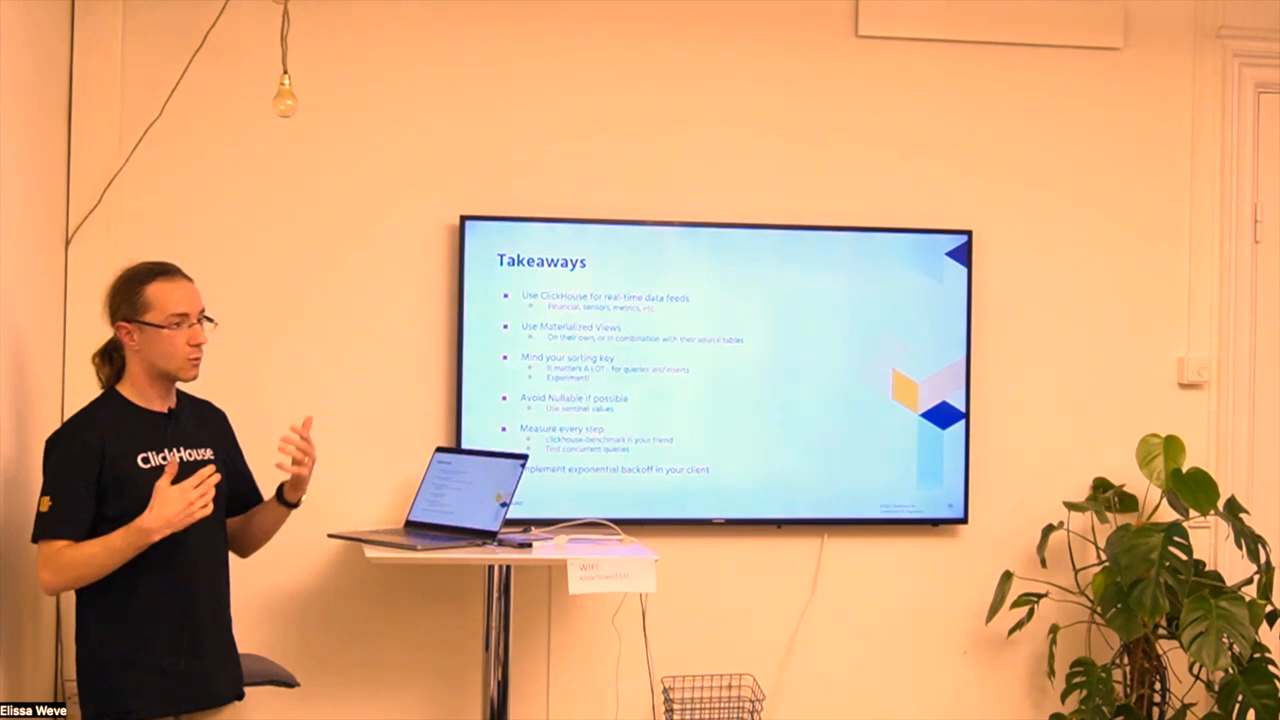 Takeaways
Use ClickHouse for real-time data feeds
Financial, sensors, metrics, etc.
Use Materialized Views
On their own, or in combination with their source tables
Mind your sorting key
It matters A LOT - for queries and inserts
Experiment!
Avoid Nullable if possible
Use sentinel values
Measure every step
clickhouse-benchmark is your friend
Test concurrent queries
Implement exponential backoff in your client
ClickHouse
WIFI
Elissa Weve